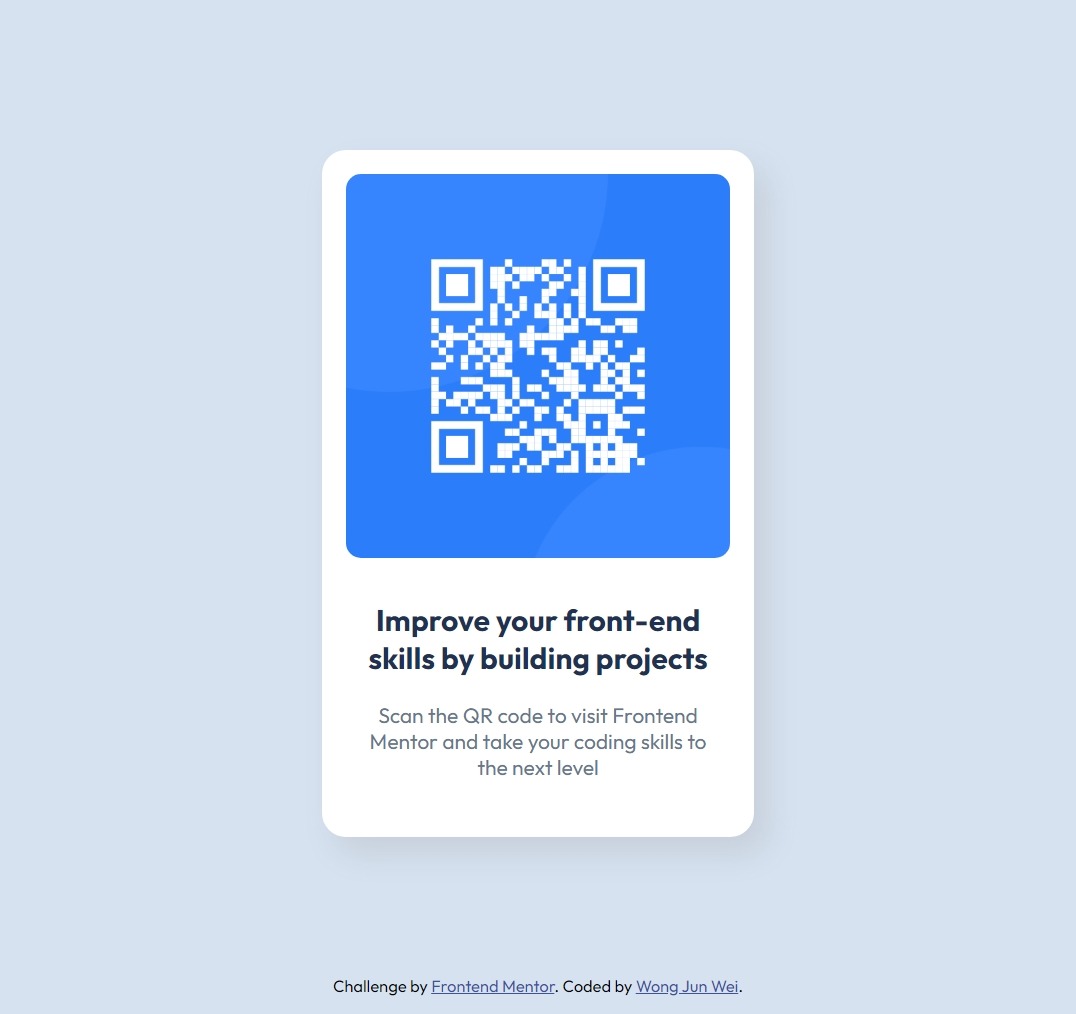 Improve your front-end
skills by building projects
Scan the QR code to visit Frontend
Mentor and take your coding skills to
the next level
Challenge by Frontend Mentor. Coded by Wong Jun Wei.